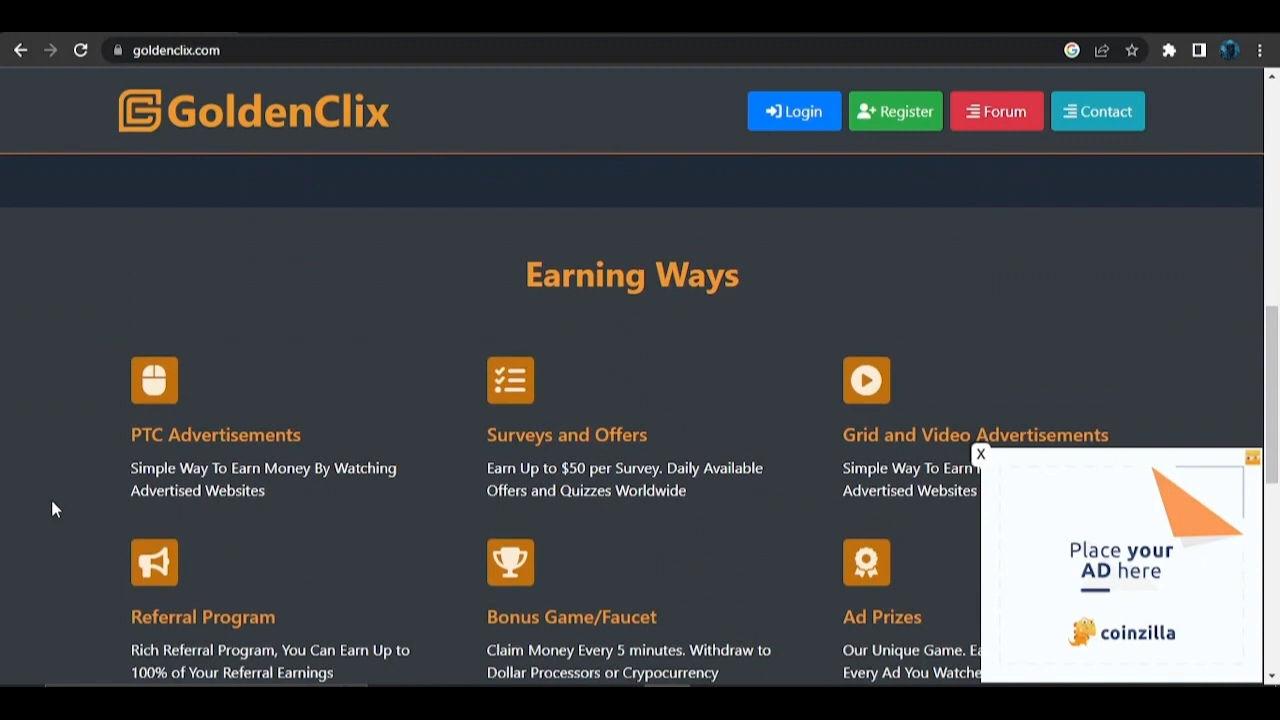 goldenclix.com
GoldenClix
Login
Register
Forum
Contact
Earning Ways
PTC Advertisements
Simple Way To Earn Money By Watching
Advertised Websites
Surveys and Offers
Earn Up to $50 per Survey. Daily Available
Offers and Quizzes Worldwide
Grid and Video Advertisements
Simple Way To Earn
Advertised Websites
Referral Program
Rich Referral Program, You Can Earn Up to
100% of Your Referral Earnings
Bonus Game/Faucet
Claim Money Every 5 minutes. Withdraw to
Dollar Processors or Crypocurrency
Ad Prizes
Our Unique Game.
Every Ad You
X
Place your
AD here
coinzilla